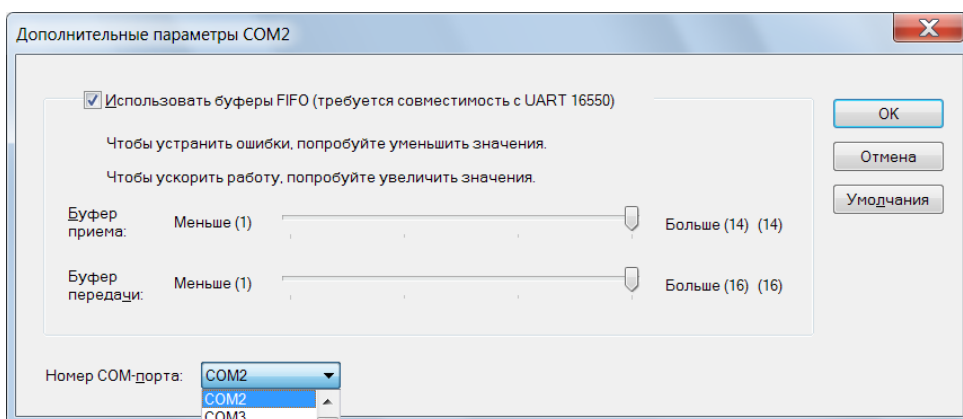 Дополнительные параметры COM2
Использовать буферы FIFO (требуется совместимость с UART 16550)
Чтобы устранить ошибки, попробуйте уменьшить значения.
Чтобы ускорить работу, попробуйте увеличить значения.
Буфер приема: Меньше (1) Больше (14) (14)
Буфер передачи: Меньше (1) Больше (16) (16)
OK
Отмена
Умолчания
Номер COM-порта: COM2
COM2
COM3